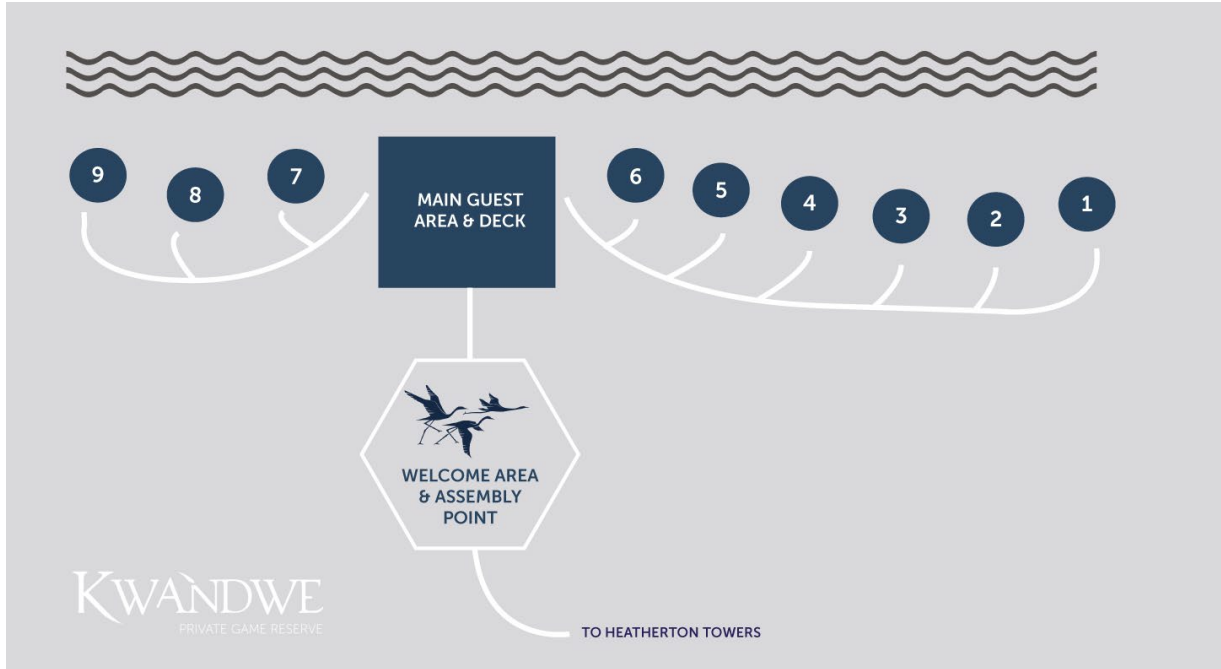 9
8
7
MAIN GUEST
AREA & DECK
6
5
4
3
2
1
WELCOME AREA
& ASSEMBLY
POINT
KWANDWE
PRIVATE GAME RESERVE
TO HEATHERTON TOWERS